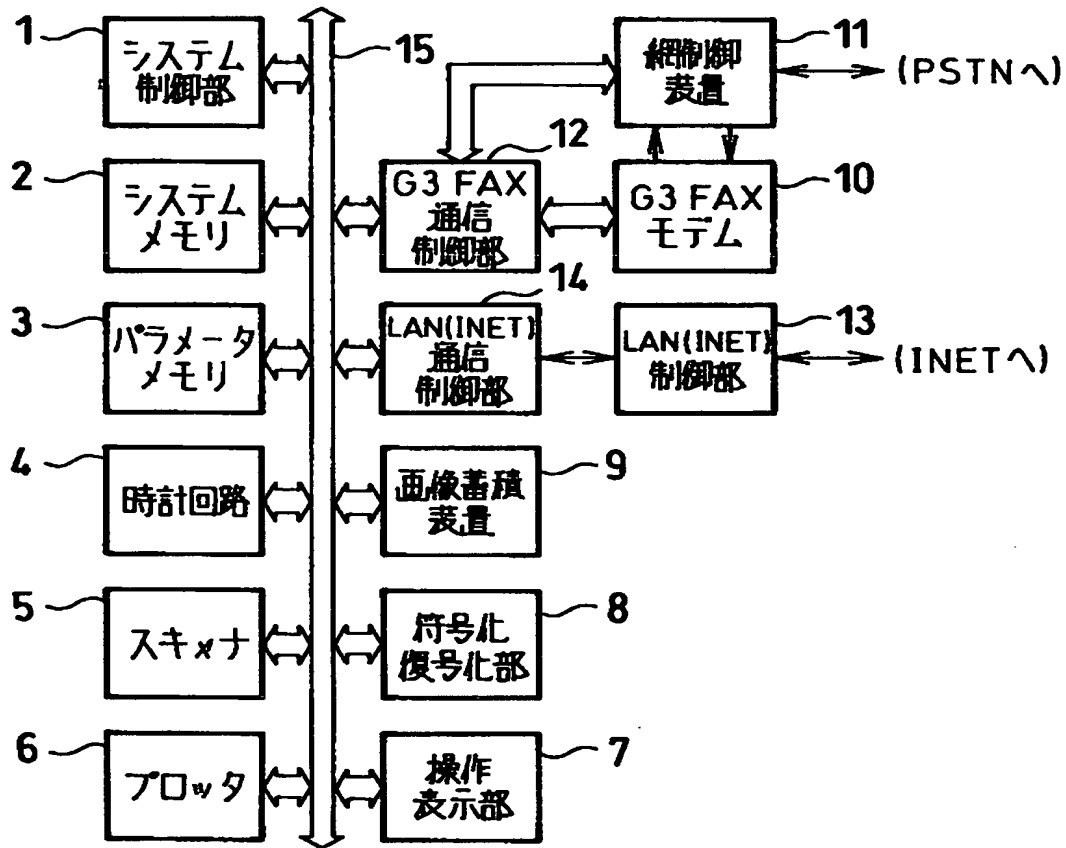 1
システム
制御部
2
システム
メモリ
3
パラメータ
メモリ
4
時計回路
5
スキャナ
6
プロッタ
15
11
網制御
装置
(PSTNへ)
12
G3 FAX
通信
制御部
10
G3 FAX
モデム
14
LAN(INET)
通信
制御部
13
LAN(INET)
制御部
(INETへ)
9
画像蓄積
装置
8
符号化
復号化部
7
操作
表示部